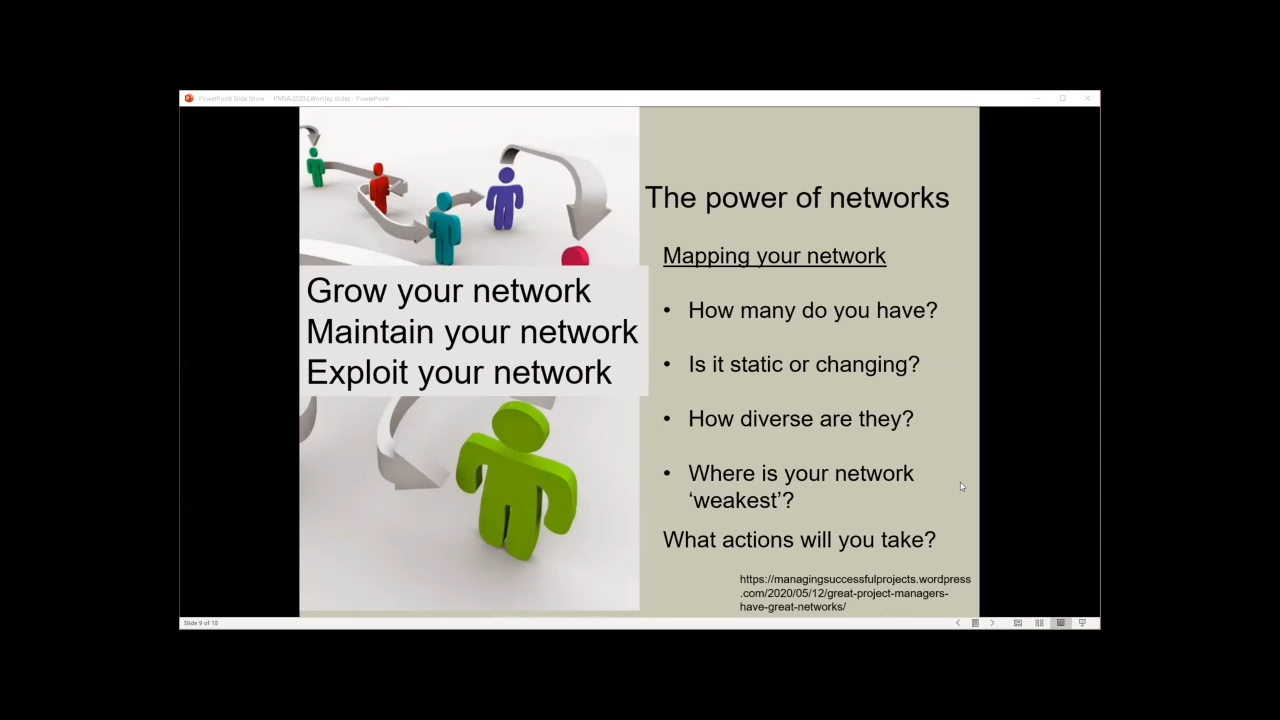 PowerPoint Slide Show - PMSA.2020.LWortley.slides - PowerPoint
The power of networks
Mapping your network
• How many do you have?
• Is it static or changing?
• How diverse are they?
• Where is your network
‘weakest’?
What actions will you take?
https://managingsuccessfulprojects.wordpress
.com/2020/05/12/great-project-managers-
have-great-networks/
Grow your network
Maintain your network
Exploit your network
Slide 9 of 18